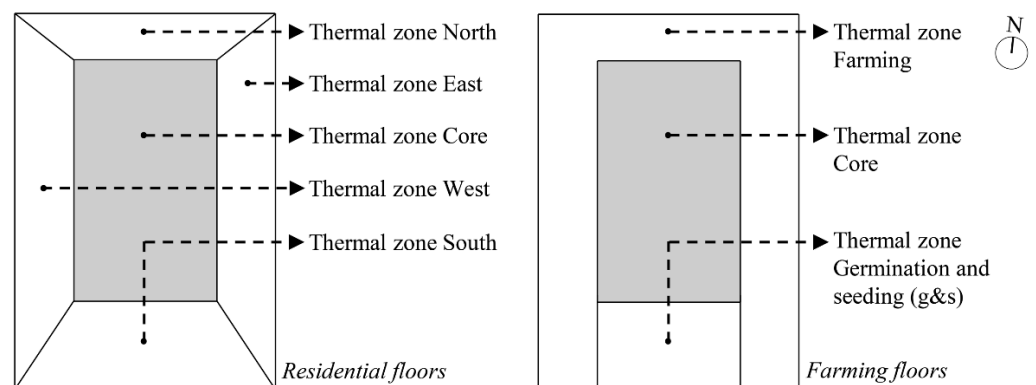 Thermal zone North
Thermal zone East
Thermal zone Core
Thermal zone West
Thermal zone South
Residential floors
Thermal zone
Farming
Thermal zone
Core
Thermal zone
Germination and
seeding (g&s)
Farming floors
N